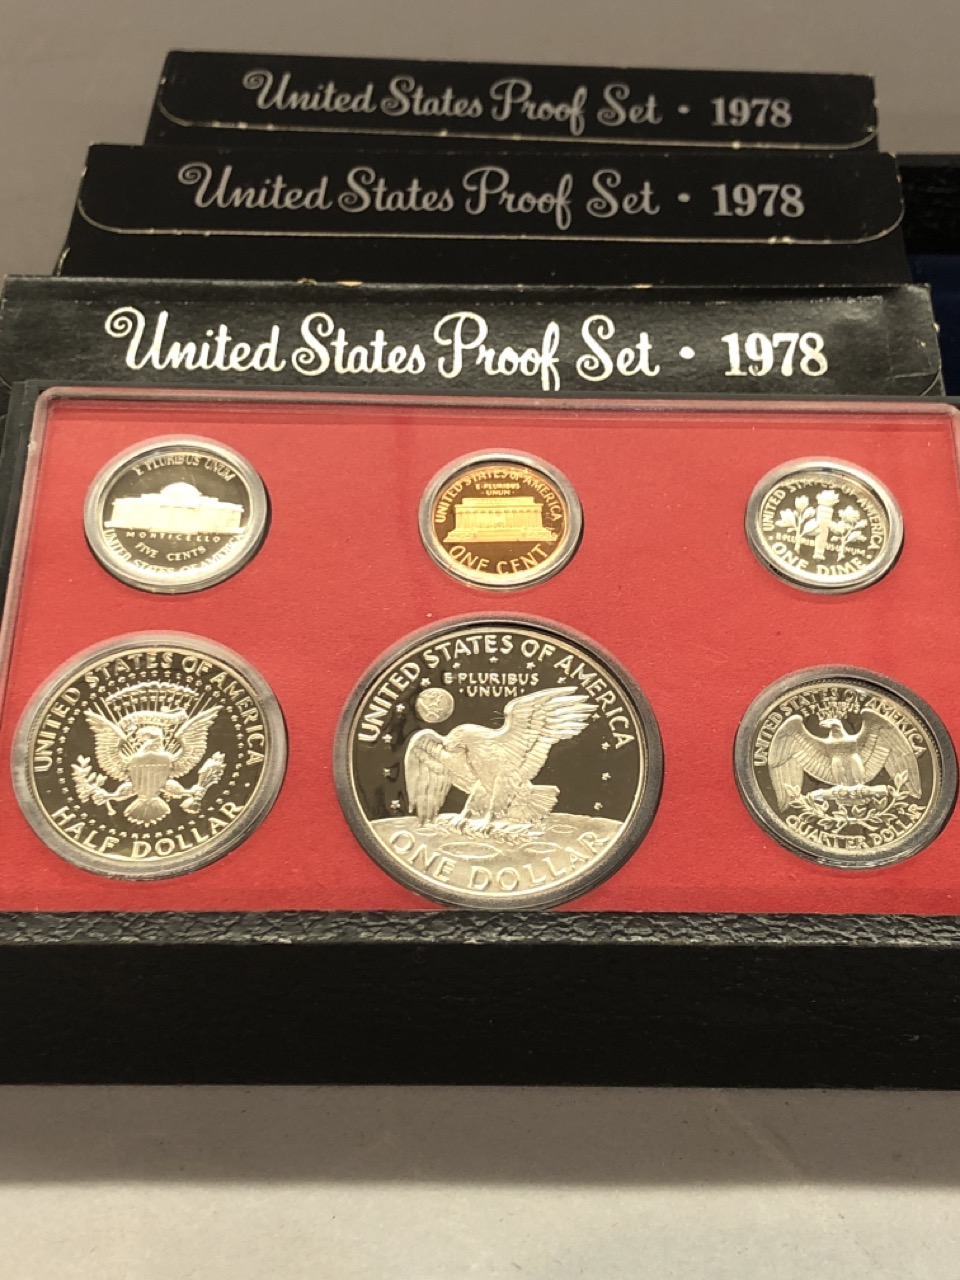 United States Proof Set · 1978
United States Proof Set · 1978
United States Proof Set · 1978
E PLURIBUS UNUM
MONTICELLO
FIVE CENTS
UNITED STATES OF AMERICA
UNITED STATES OF AMERICA
E·PLURIBUS
·UNUM·
ONE CENT
UNITED STATES OF AMERICA
E PLURIBUS UNUM
ONE DIME
UNITED STATES OF AMERICA
HALF DOLLAR
UNITED STATES OF AMERICA
E PLURIBUS
·UNUM·
ONE DOLLAR
UNITED STATES OF AMERICA
QUARTER DOLLAR